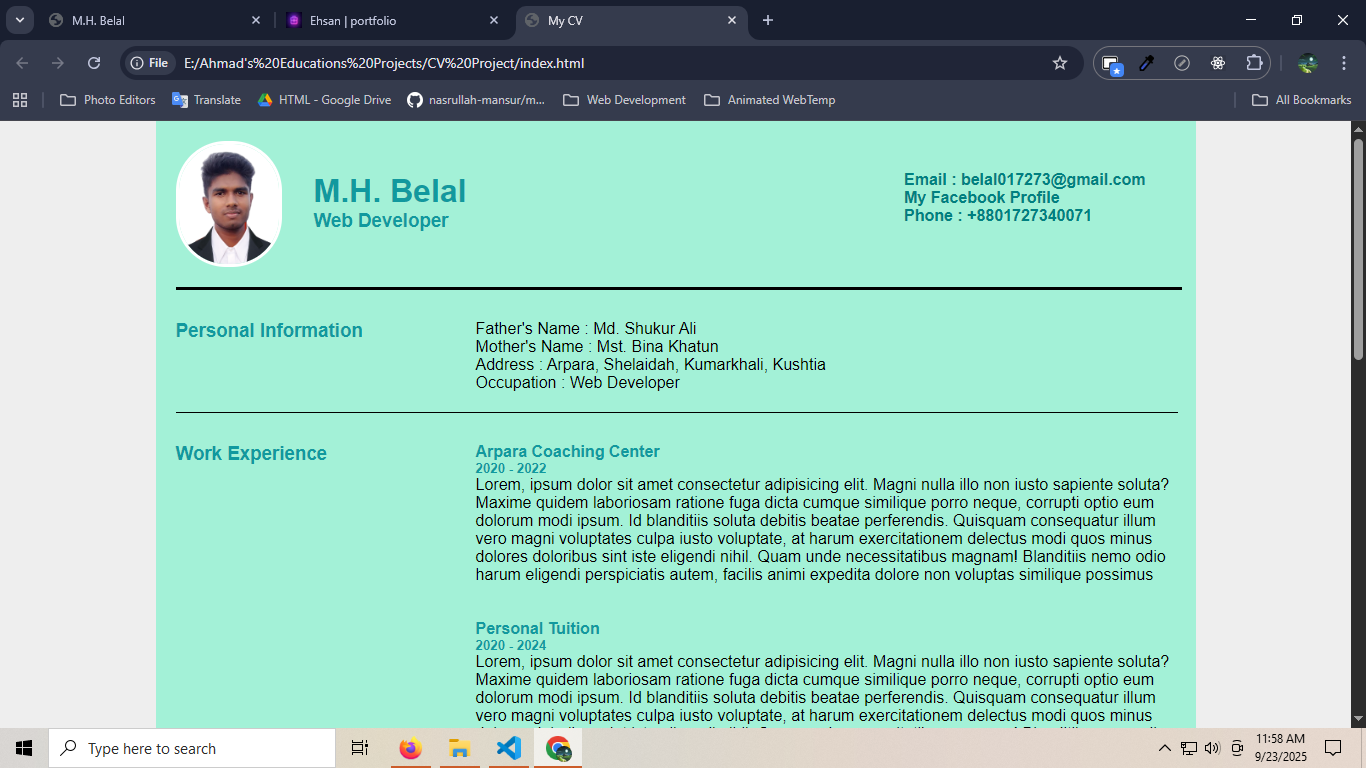 M.H. Belal
Ehsan | portfolio
My CV
File
E:/Ahmad's%20Educations%20Projects/CV%20Project/index.html
Photo Editors
Translate
HTML - Google Drive
nasrullah-mansur/m...
Web Development
Animated WebTemp
All Bookmarks
M.H. Belal
Web Developer
Email : belal017273@gmail.com
My Facebook Profile
Phone : +8801727340071
Personal Information
Father's Name : Md. Shukur Ali
Mother's Name : Mst. Bina Khatun
Address : Arpara, Shelaidah, Kumarkhali, Kushtia
Occupation : Web Developer
Work Experience
Arpara Coaching Center
2020 - 2022
Lorem, ipsum dolor sit amet consectetur adipisicing elit. Magni nulla illo non iusto sapiente soluta?
Maxime quidem laboriosam ratione fuga dicta cumque similique porro neque, corrupti optio eum
dolorum modi ipsum. Id blanditiis soluta debitis beatae perferendis. Quisquam consequatur illum
vero magni voluptates culpa iusto voluptate, at harum exercitationem delectus modi quos minus
dolores doloribus sint iste eligendi nihil. Quam unde necessitatibus magnam! Blanditiis nemo odio
harum eligendi perspiciatis autem, facilis animi expedita dolore non voluptas similique possimus
Personal Tuition
2020 - 2024
Lorem, ipsum dolor sit amet consectetur adipisicing elit. Magni nulla illo non iusto sapiente soluta?
Maxime quidem laboriosam ratione fuga dicta cumque similique porro neque, corrupti optio eum
dolorum modi ipsum. Id blanditiis soluta debitis beatae perferendis. Quisquam consequatur illum
vero magni voluptates culpa iusto voluptate, at harum exercitationem delectus modi quos minus
Type here to search
11:58 AM
9/23/2025